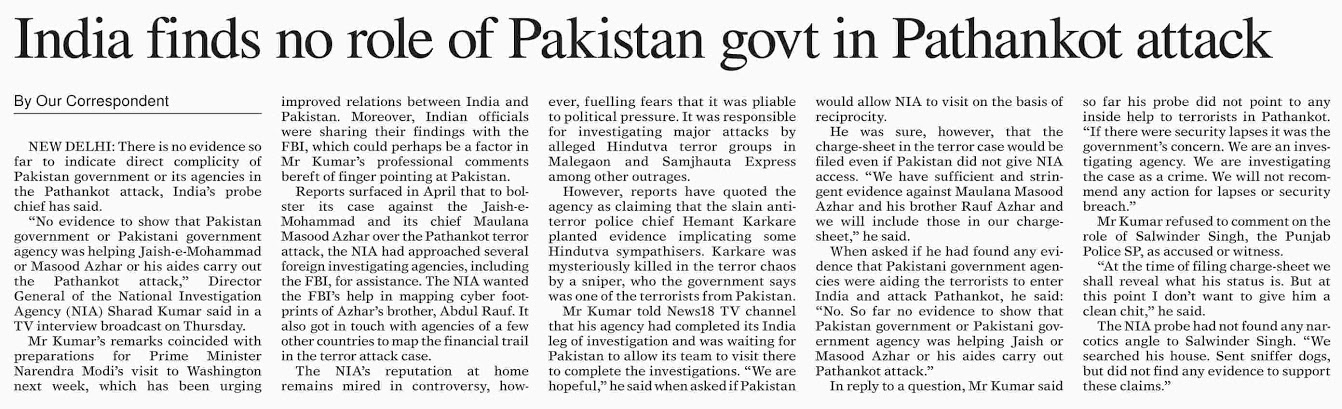 India finds no role of Pakistan govt in Pathankot attack
By Our Correspondent
NEW DELHI: There is no evidence so
far to indicate direct complicity of
Pakistan government or its agencies in
the Pathankot attack, India's probe
chief has said.
"No evidence to show that Pakistan
government or Pakistani government
agency was helping Jaish-e-Mohammad
or Masood Azhar or his aides carry out
the Pathankot attack," Director
General of the National Investigation
Agency (NIA) Sharad Kumar said in a
TV interview broadcast on Thursday.
Mr Kumar's remarks coincided with
preparations for Prime Minister
Narendra Modi's visit to Washington
next week, which has been urging
improved relations between India and
Pakistan. Moreover, Indian officials
were sharing their findings with the
FBI, which could perhaps be a factor in
Mr Kumar's professional comments
bereft of finger pointing at Pakistan.
Reports surfaced in April that to bol-
ster its case against the Jaish-e-
Mohammad and its chief Maulana
Masood Azhar over the Pathankot terror
attack, the NIA had approached several
foreign investigating agencies, including
the FBI, for assistance. The NIA wanted
the FBI's help in mapping cyber foot-
prints of Azhar's brother, Abdul Rauf. It
also got in touch with agencies of a few
other countries to map the financial trail
in the terror attack case.
The NIA's reputation at home
remains mired in controversy, how-
ever, fuelling fears that it was pliable
to political pressure. It was responsible
for investigating major attacks by
alleged Hindutva terror groups in
Malegaon and Samjhauta Express
among other outrages.
However, reports have quoted the
agency as claiming that the slain anti-
terror police chief Hemant Karkare
planted evidence implicating some
Hindutva sympathisers. Karkare was
mysteriously killed in the terror chaos
by a sniper, who the government says
was one of the terrorists from Pakistan.
Mr Kumar told News18 TV channel
that his agency had completed its India
leg of investigation and was waiting for
Pakistan to allow its team to visit there
to complete the investigations. "We are
hopeful," he said when asked if Pakistan
would allow NIA to visit on the basis of
reciprocity.
He was sure, however, that the
charge-sheet in the terror case would be
filed even if Pakistan did not give NIA
access. "We have sufficient and strin-
gent evidence against Maulana Masood
Azhar and his brother Rauf Azhar and
we will include those in our charge-
sheet," he said.
When asked if he had found any evi-
dence that Pakistani government agen-
cies were aiding the terrorists to enter
India and attack Pathankot, he said:
"No. So far no evidence to show that
Pakistan government or Pakistani gov-
ernment agency was helping Jaish or
Masood Azhar or his aides carry out
Pathankot attack."
In reply to a question, Mr Kumar said
so far his probe did not point to any
inside help to terrorists in Pathankot.
"If there were security lapses it was the
government's concern. We are an inves-
tigating agency. We are investigating
the case as a crime. We will not recom-
mend any action for lapses or security
breach."
Mr Kumar refused to comment on the
role of Salwinder Singh, the Punjab
Police SP, as accused or witness.
"At the time of filing charge-sheet we
shall reveal what his status is. But at
this point I don't want to give him a
clean chit," he said.
The NIA probe had not found any nar-
cotics angle to Salwinder Singh. "We
searched his house. Sent sniffer dogs,
but did not find any evidence to support
these claims."